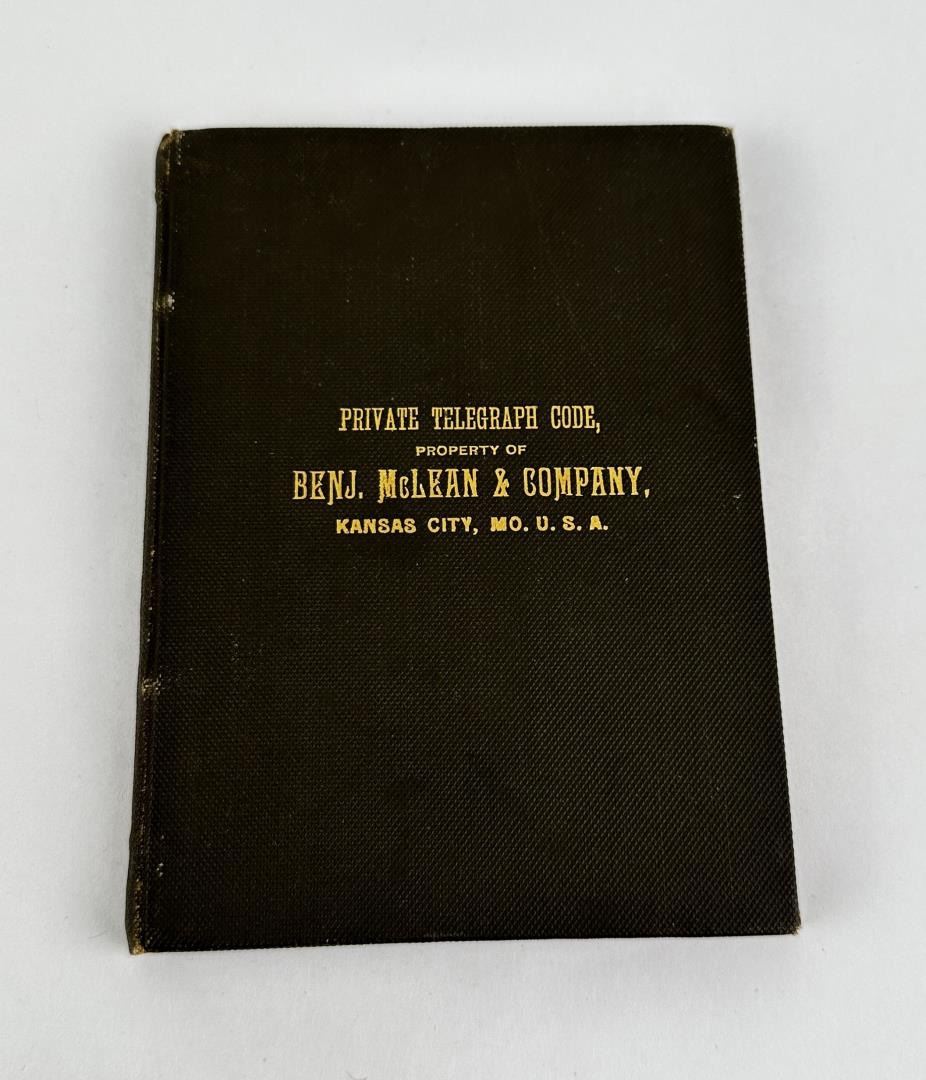 PRIVATE TELEGRAPH CODE,
PROPERTY OF
BENJ. McLEAN & COMPANY,
KANSAS CITY, MO. U. S. A.